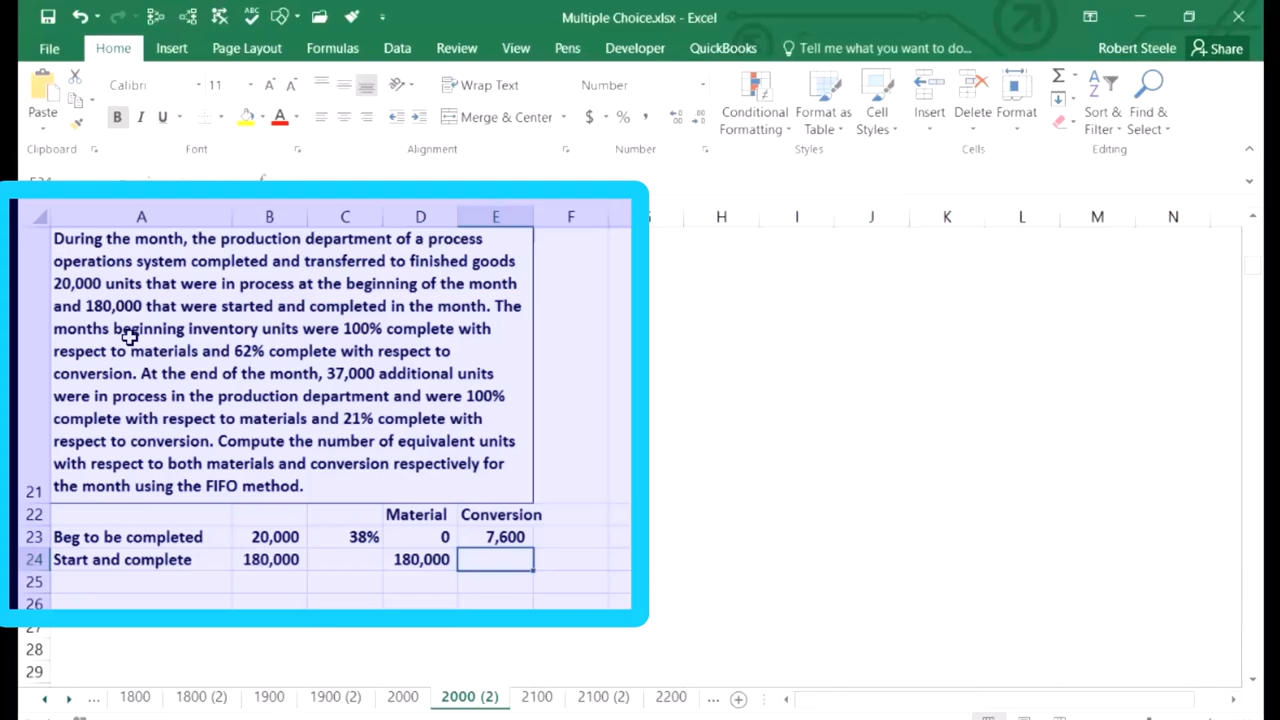 Multiple Choice.xlsx - Excel
File Home Insert Page Layout Formulas Data Review View Pens Developer QuickBooks Tell me what you want to do... Robert Steele Share
Calibri 11 Wrap Text Number
Paste Merge & Center $ % , Conditional Formatting Format as Table Cell Styles Insert Delete Format Sort & Filter Find & Select
Clipboard Font Alignment Number Styles Cells Editing
A B C D E F H I J K L M N
During the month, the production department of a process
operations system completed and transferred to finished goods
20,000 units that were in process at the beginning of the month
and 180,000 that were started and completed in the month. The
months beginning inventory units were 100% complete with
respect to materials and 62% complete with respect to
conversion. At the end of the month, 37,000 additional units
were in process in the production department and were 100%
complete with respect to materials and 21% complete with
respect to conversion. Compute the number of equivalent units
with respect to both materials and conversion respectively for
21 the month using the FIFO method.
22 Material Conversion
23 Beg to be completed 20,000 38% 0 7,600
24 Start and complete 180,000 180,000
25
26
27
28
29
... 1800 1800 (2) 1900 1900 (2) 2000 2000 (2) 2100 2100 (2) 2200 ...